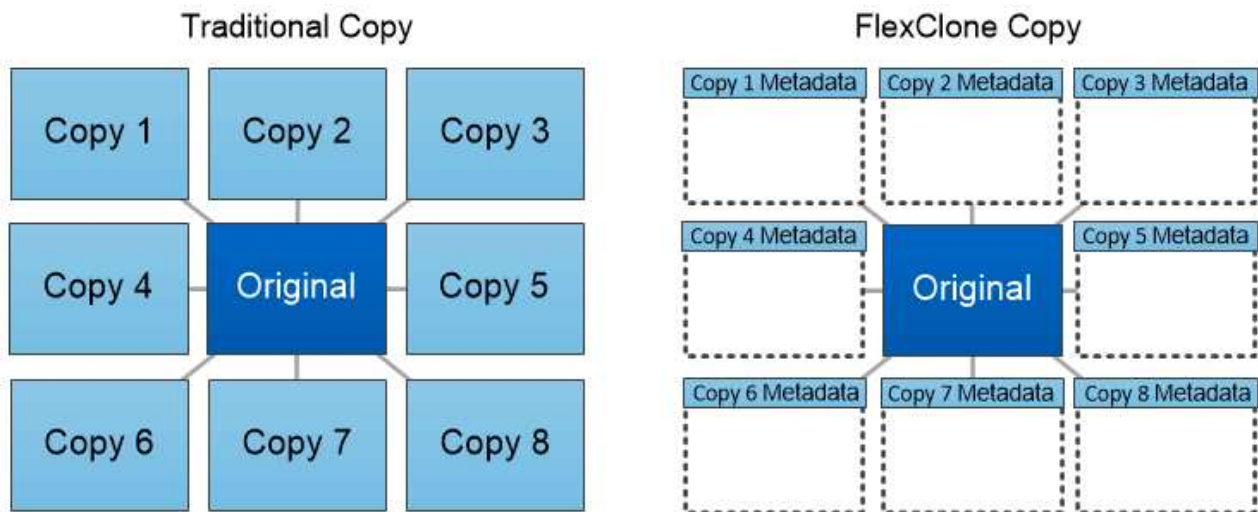 Traditional Copy
Copy 1
Copy 2
Copy 3
Copy 4
Original
Copy 5
Copy 6
Copy 7
Copy 8
FlexClone Copy
Copy 1 Metadata
Copy 2 Metadata
Copy 3 Metadata
Copy 4 Metadata
Original
Copy 5 Metadata
Copy 6 Metadata
Copy 7 Metadata
Copy 8 Metadata